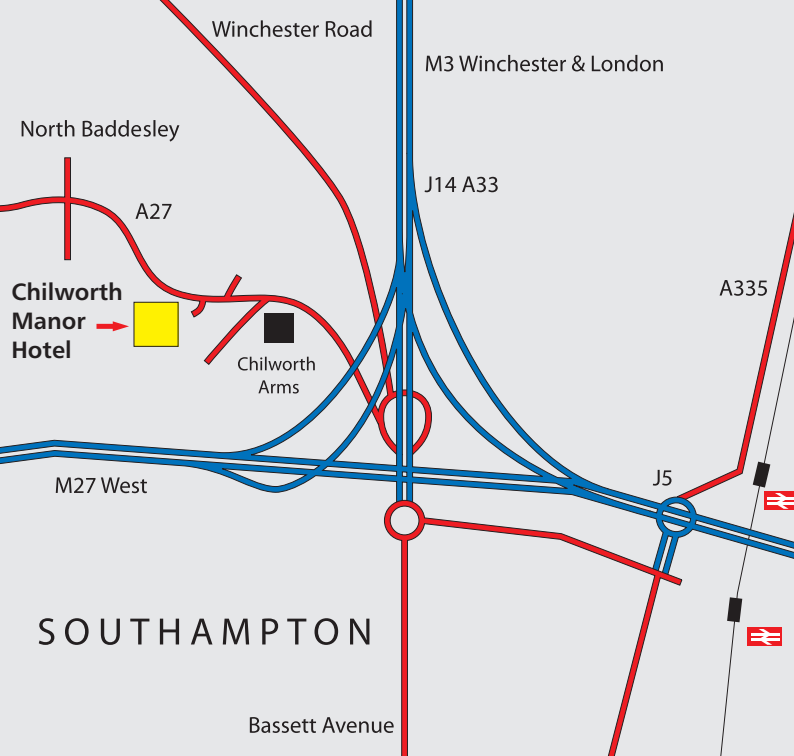 Winchester Road
M3 Winchester & London
North Baddesley
J14 A33
A27
A335
Chilworth
Manor
Hotel
Chilworth
Arms
J5
M27 West
SOUTHAMPTON
Bassett Avenue